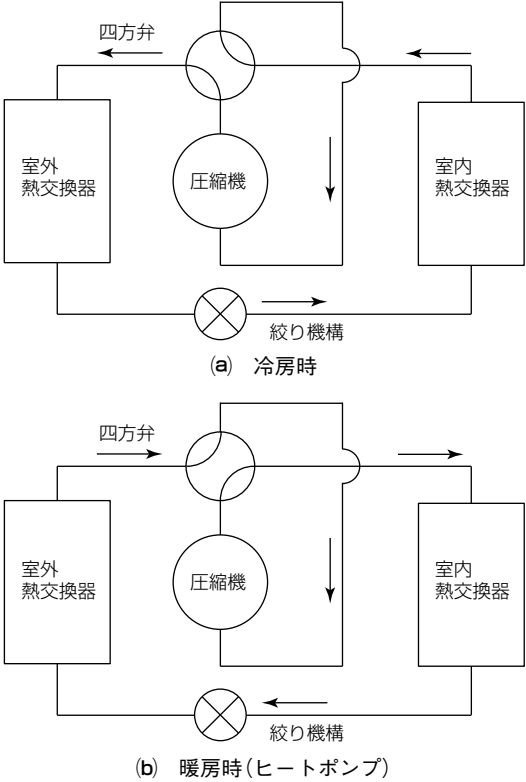 四方弁
室外
熱交換器
圧縮機
室内
熱交換器
絞り機構
(a) 冷房時
四方弁
室外
熱交換器
圧縮機
室内
熱交換器
絞り機構
(b) 暖房時(ヒートポンプ)